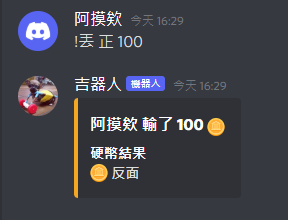 阿摸欸 今天 16:29
!丟 正 100
吉器人 機器人 今天 16:29
阿摸欸 輸了 100
硬幣結果
反面